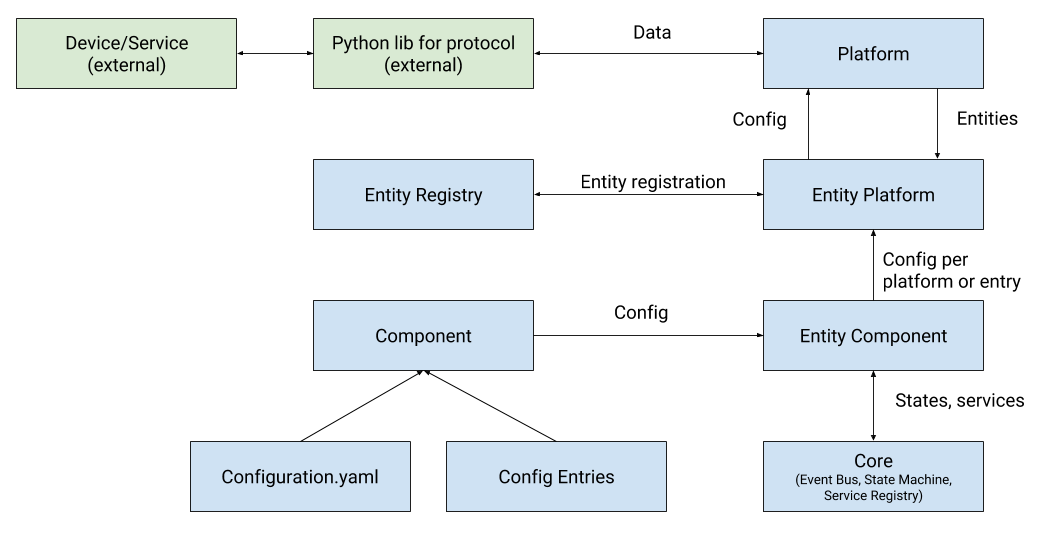 Device/Service
(external)
Python lib for protocol
(external)
Data
Platform
Config
Entities
Entity Registry
Entity registration
Entity Platform
Config per
platform or entry
Component
Config
Entity Component
States, services
Configuration.yaml
Config Entries
Core
(Event Bus, State Machine,
Service Registry)